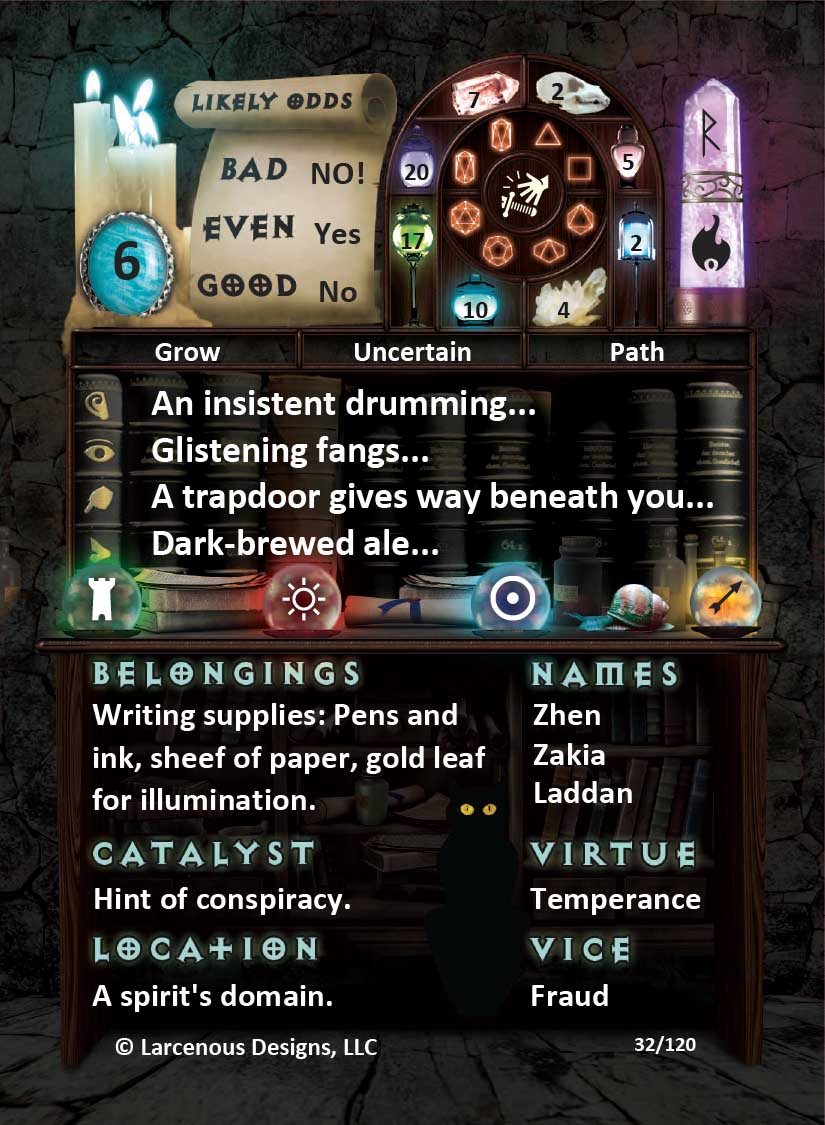 LIKELY ODDS
BAD NO!
EVEN Yes
GOOD No
6
7
2
20
5
17
2
10
4
Grow Uncertain Path
An insistent drumming...
Glistening fangs...
A trapdoor gives way beneath you...
Dark-brewed ale...
BELONGINGS
Writing supplies: Pens and
ink, sheef of paper, gold leaf
for illumination.
NAMES
Zhen
Zakia
Laddan
CATALYST
Hint of conspiracy.
VIRTUE
Temperance
LOCATION
A spirit's domain.
VICE
Fraud
© Larcenous Designs, LLC
32/120